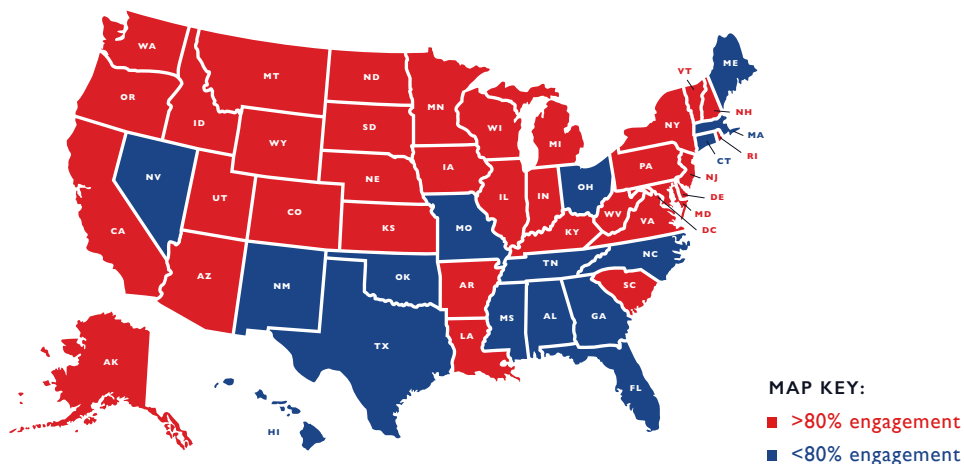 WA
MT
ND
MN
OR
ID
WY
SD
WI
MI
VT
ME
NY
NH
MA
RI
CT
NV
UT
CO
NE
IA
IL
IN
OH
PA
NJ
DE
MD
DC
CA
KS
MO
KY
WV
VA
AZ
NM
OK
AR
TN
NC
SC
TX
LA
MS
AL
GA
FL
AK
HI
MAP KEY:
>80% engagement
<80% engagement